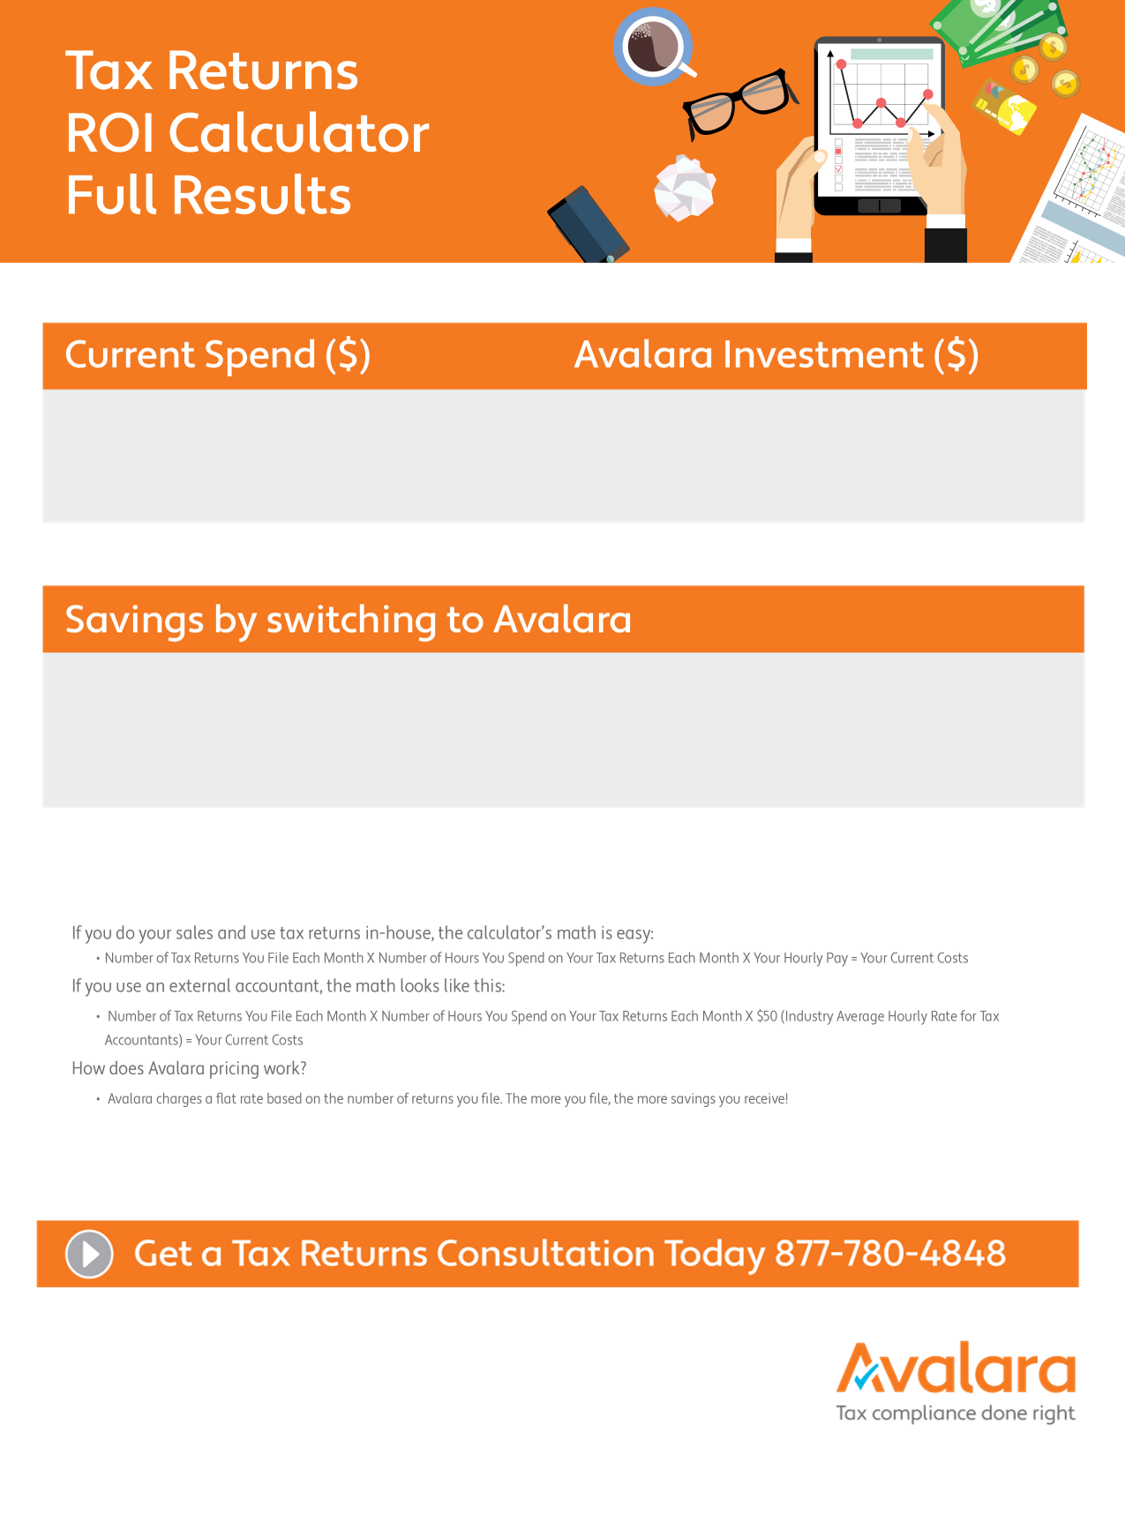 Tax Returns
ROI Calculator
Full Results
Current Spend ($) Avalara Investment ($)
Savings by switching to Avalara
If you do your sales and use tax returns in-house, the calculator’s math is easy:
• Number of Tax Returns You File Each Month X Number of Hours You Spend on Your Tax Returns Each Month X Your Hourly Pay = Your Current Costs
If you use an external accountant, the math looks like this:
• Number of Tax Returns You File Each Month X Number of Hours You Spend on Your Tax Returns Each Month X $50 (Industry Average Hourly Rate for Tax
Accountants) = Your Current Costs
How does Avalara pricing work?
• Avalara charges a flat rate based on the number of returns you file. The more you file, the more savings you receive!
Get a Tax Returns Consultation Today 877-780-4848
Avalara
Tax compliance done right